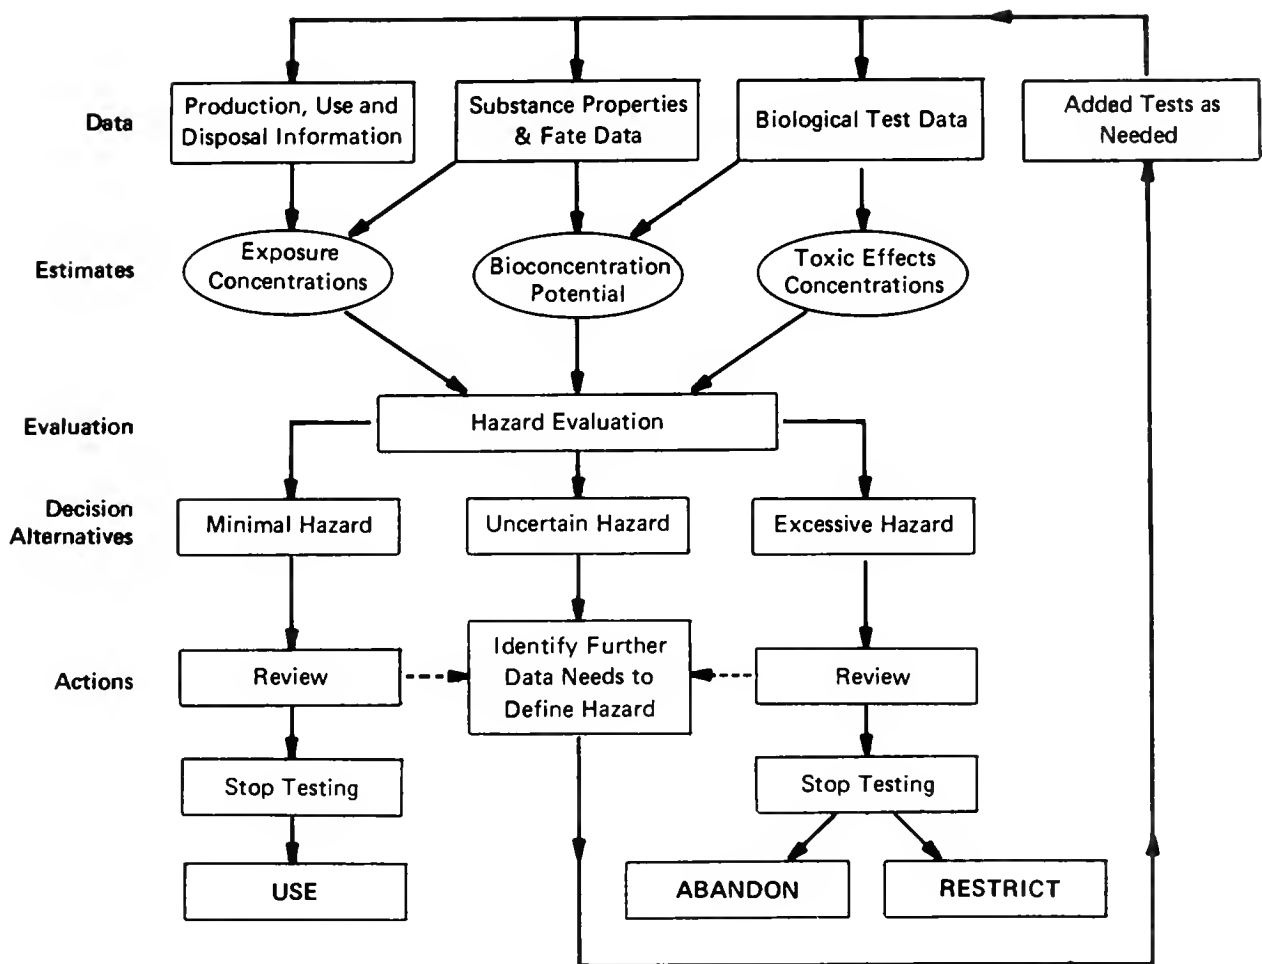 Data
Production, Use and
Disposal Information
Substance Properties
& Fate Data
Biological Test Data
Added Tests as
Needed
Estimates
Exposure
Concentrations
Bioconcentration
Potential
Toxic Effects
Concentrations
Evaluation
Hazard Evaluation
Decision
Alternatives
Minimal Hazard
Uncertain Hazard
Excessive Hazard
Actions
Review
Identify Further
Data Needs to
Define Hazard
Review
Stop Testing
Stop Testing
USE
ABANDON
RESTRICT